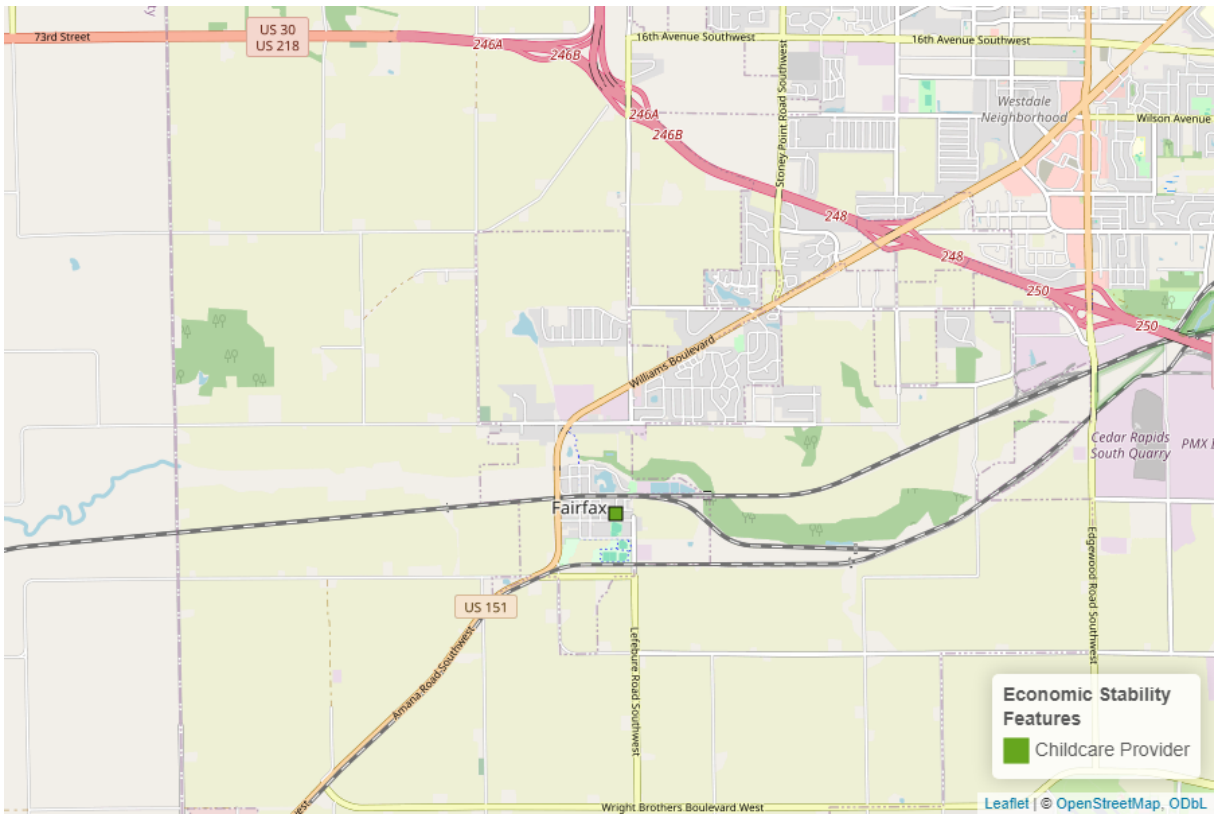 73rd Street
US 30
US 218
246A
246B
16th Avenue Southwest
16th Avenue Southwest
246A
246B
Westdale
Neighborhood
Wilson Avenue
Stoney Point Road Southwest
248
248
250
250
Williams Boulevard
Cedar Rapids
South Quarry
PMX
Fairfax
US 151
Edgewood Road Southwest
Amana Road Southwest
Lefebure Road Southwest
Economic Stability
Features
Childcare Provider
Wright Brothers Boulevard West
Leaflet | © OpenStreetMap, ODbL